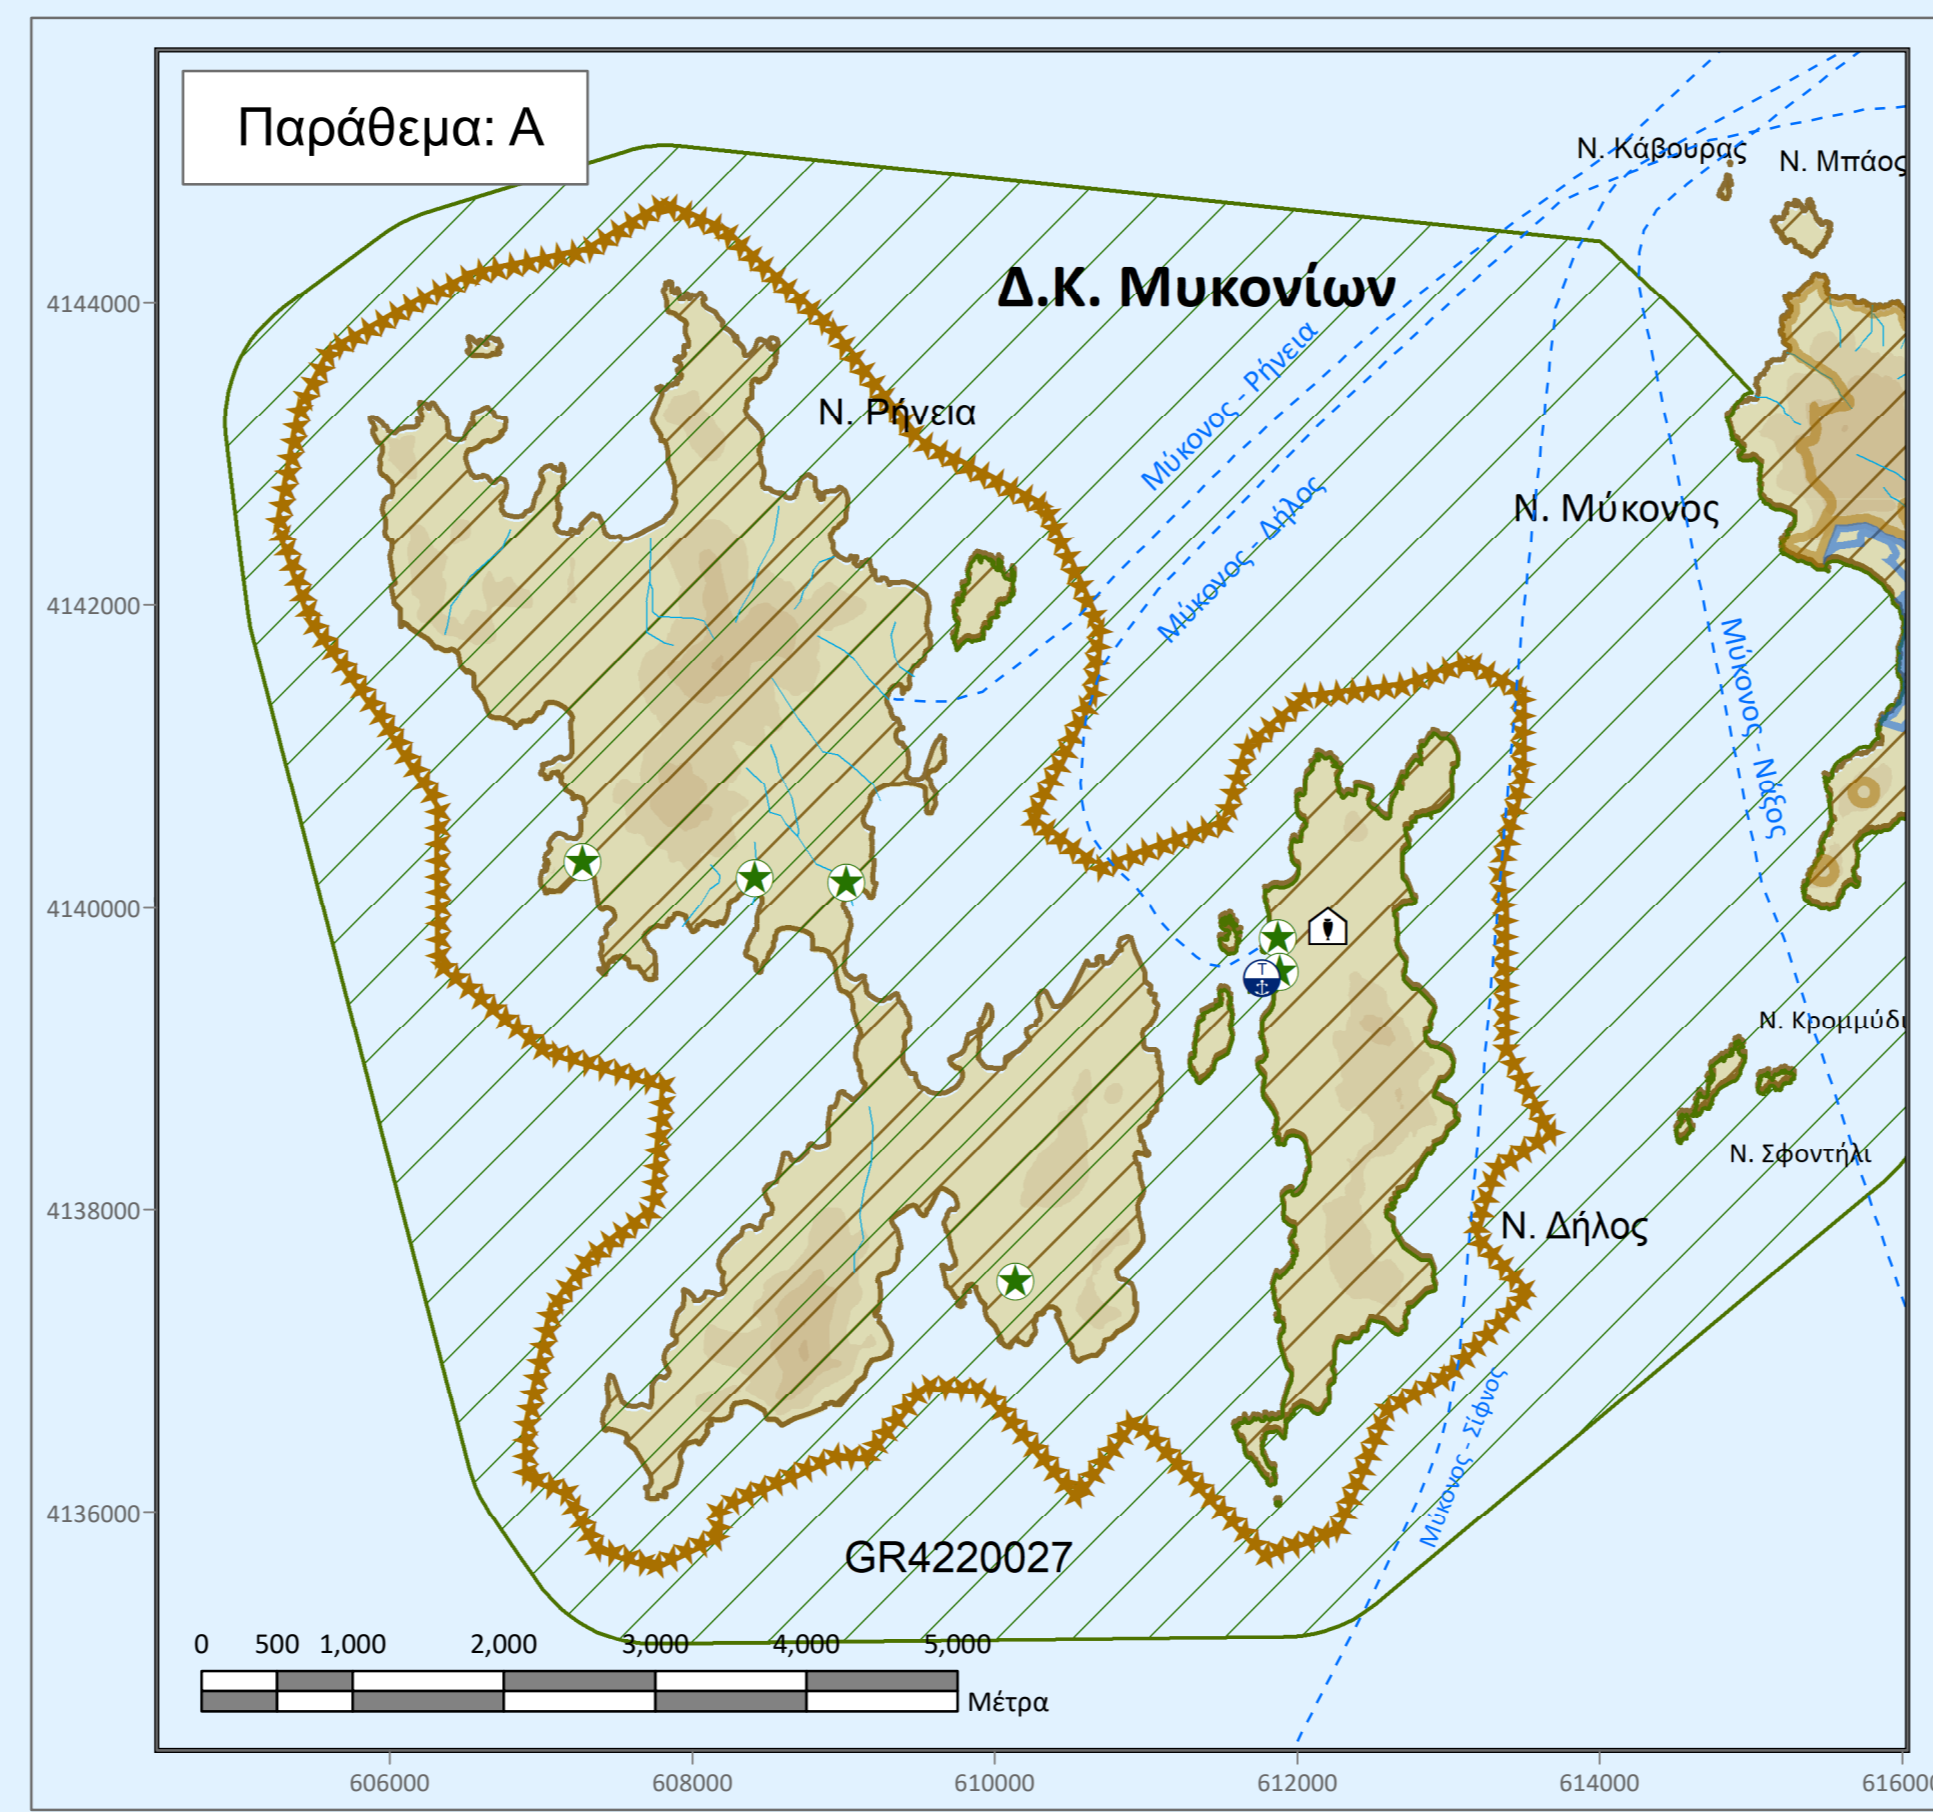 Παράθεμα: Α
Ν. Κάβουρας
Ν. Μπάος
Δ.Κ. Μυκονίων
4144000
Μύκονος - Ρήνεια
Ν. Ρήνεια
Μύκονος - Δήλος
Ν. Μύκονος
4142000
Μύκονος - Νάξος
4140000
Ν. Κρομμύδι
Ν. Σφοντήλι
4138000
Ν. Δήλος
Μύκονος - Σίφνος
4136000
GR4220027
0 500 1,000 2,000 3,000 4,000 5,000
Μέτρα
606000 608000 610000 612000 614000 616000